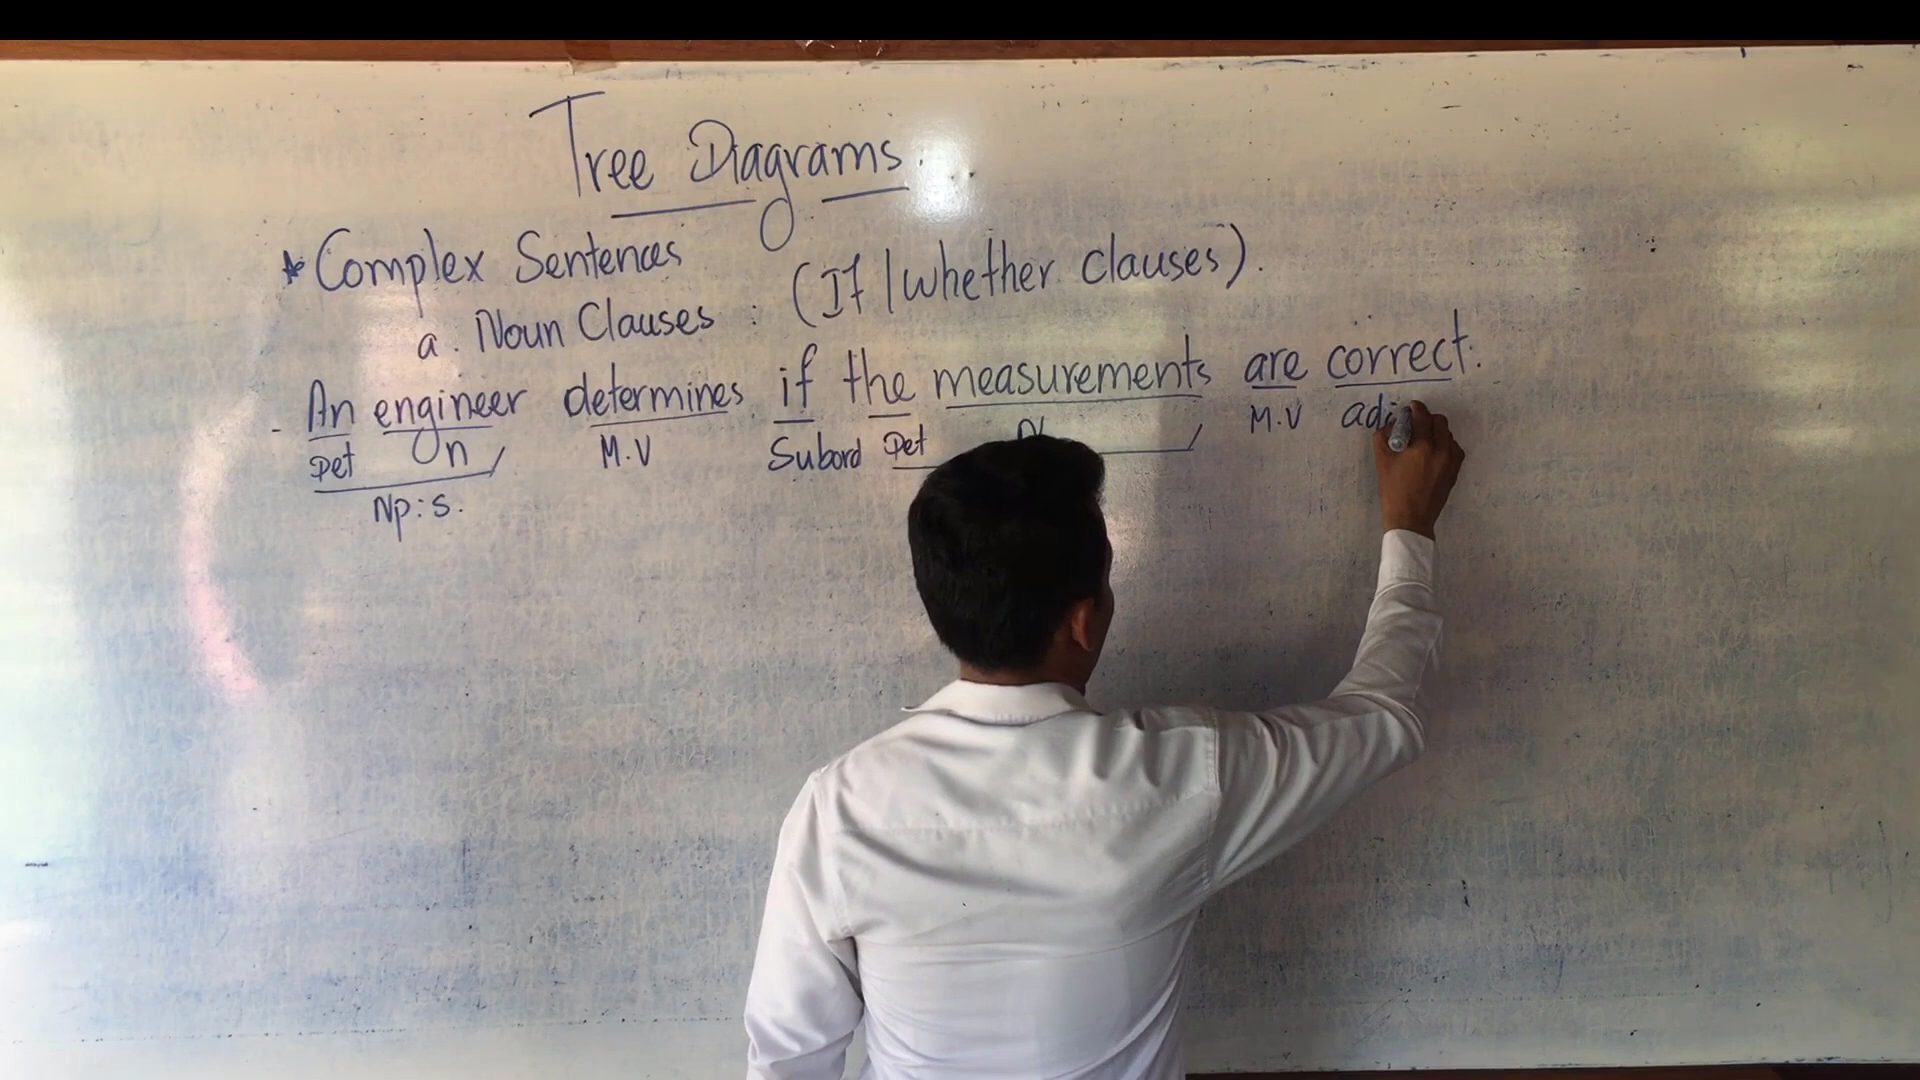 Tree Diagrams.
* Complex Sentences
a. Noun Clauses : (If / whether clauses).
An engineer determines if the measurements are correct.
Det n M.V Subord Det M.V adj
Np: s.